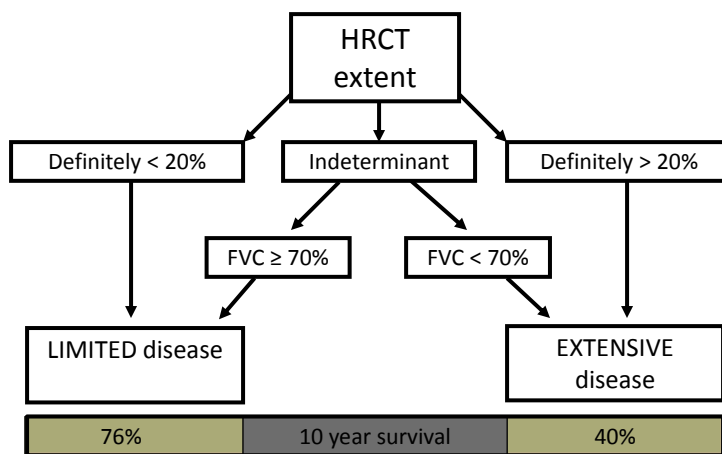 HRCT
extent
Definitely < 20%
Indeterminant
Definitely > 20%
FVC ≥ 70%
FVC < 70%
LIMITED disease
EXTENSIVE
disease
76%
10 year survival
40%